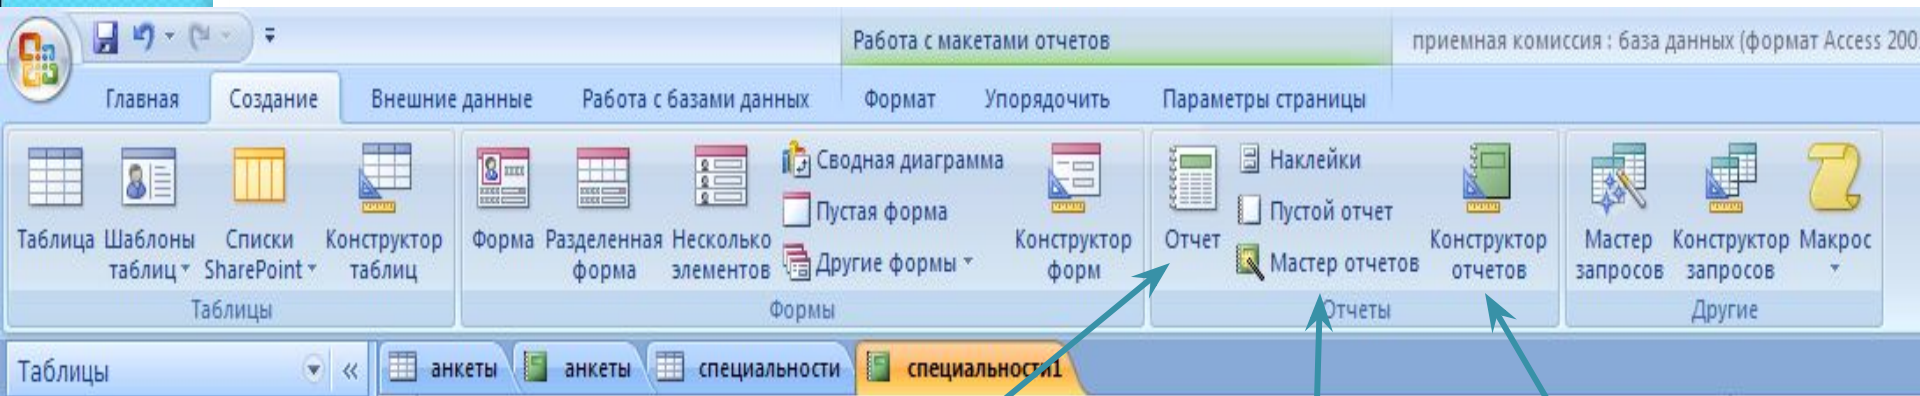 Работа с макетами отчетов
приемная комиссия : база данных (формат Access 200
Главная
Создание
Внешние данные
Работа с базами данных
Формат
Упорядочить
Параметры страницы
Таблица
Шаблоны
таблиц
Списки
SharePoint
Конструктор
таблиц
Таблицы
Форма
Разделенная
форма
Несколько
элементов
Сводная диаграмма
Пустая форма
Другие формы
Конструктор
форм
Формы
Отчет
Наклейки
Пустой отчет
Мастер отчетов
Конструктор
отчетов
Отчеты
Мастер
запросов
Конструктор
запросов
Макрос
Другие
Таблицы
«
анкеты
анкеты
специальности
специальности1